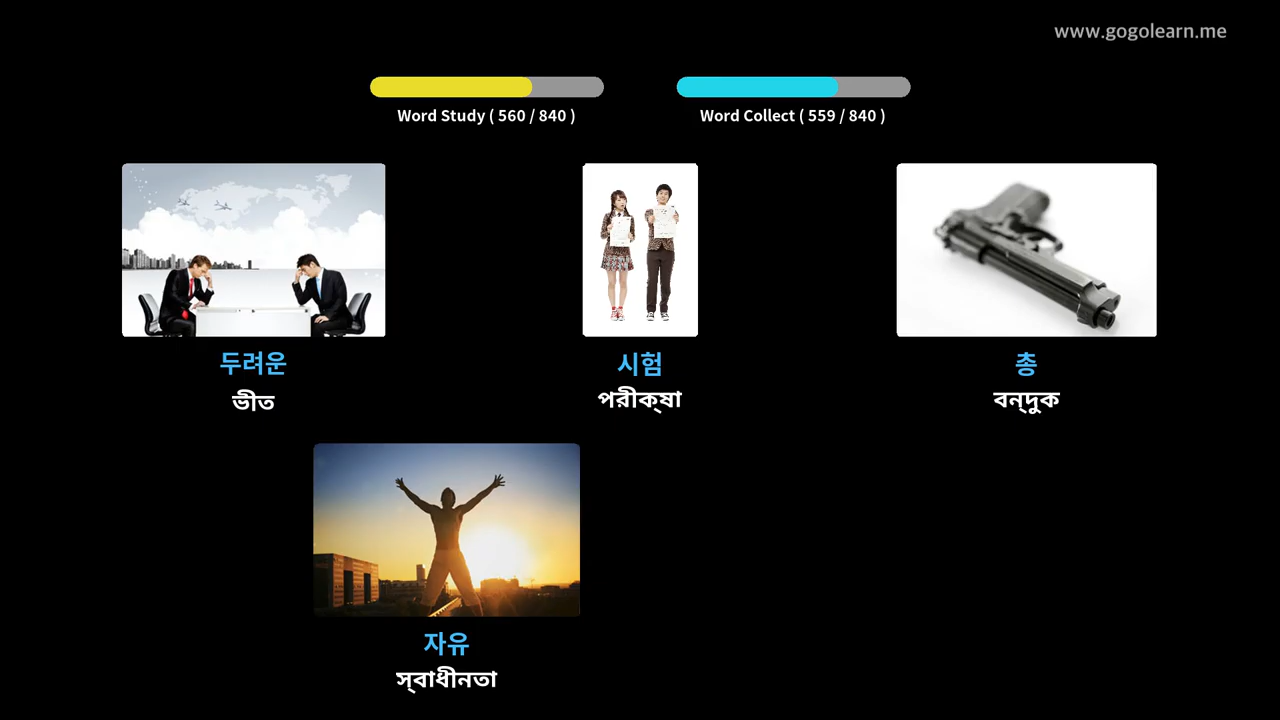 www.gogolearn.me
Word Study ( 560 / 840 )
Word Collect ( 559 / 840 )
두려운
ভীত
시험
পরীক্ষা
총
বন্দুক
자유
স্বাধীনতা